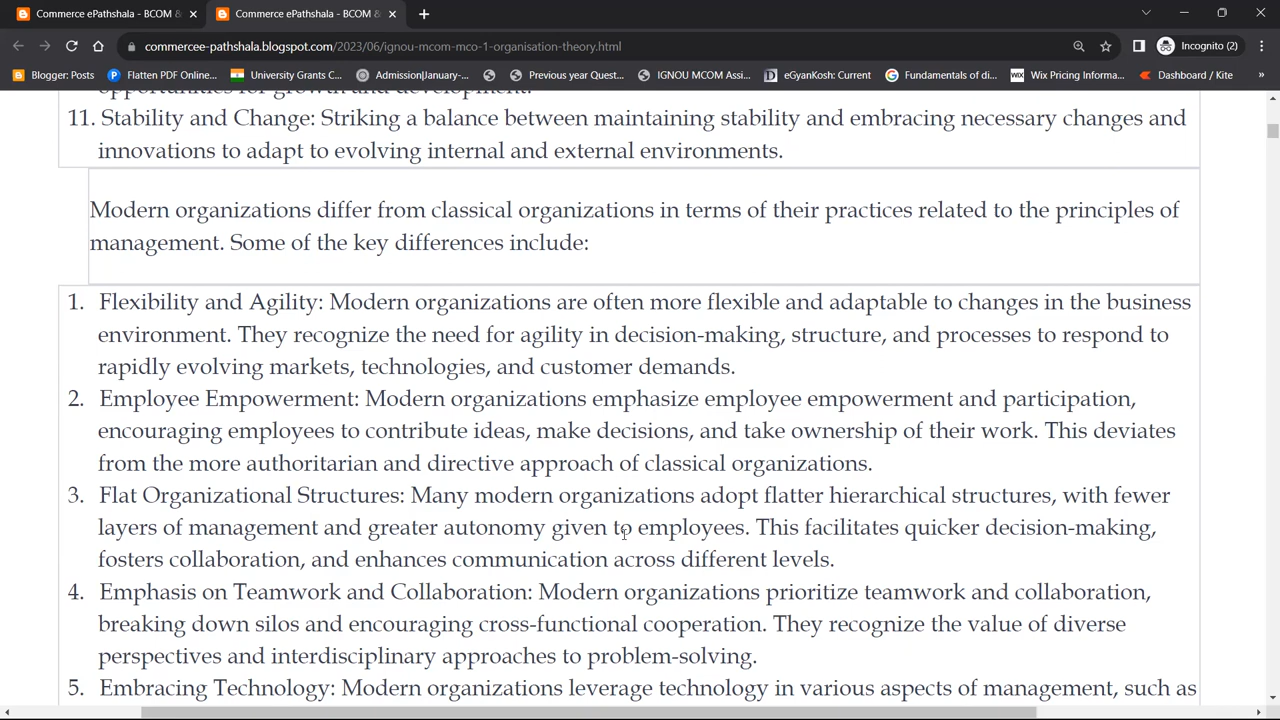 Commerce ePathshala - BCOM &
Commerce ePathshala - BCOM &
commercee-pathshala.blogspot.com/2023/06/ignou-mcom-mco-1-organisation-theory.html
Incognito (2)
Blogger: Posts
Flatten PDF Online...
University Grants C...
AdmissionJanuary-...
Previous year Quest...
IGNOU MCOM Assi...
eGyanKosh: Current
Fundamentals of di...
Wix Pricing Informa...
Dashboard / Kite
»
opportunities for growth and development.
11. Stability and Change: Striking a balance between maintaining stability and embracing necessary changes and
innovations to adapt to evolving internal and external environments.
Modern organizations differ from classical organizations in terms of their practices related to the principles of
management. Some of the key differences include:
1. Flexibility and Agility: Modern organizations are often more flexible and adaptable to changes in the business
environment. They recognize the need for agility in decision-making, structure, and processes to respond to
rapidly evolving markets, technologies, and customer demands.
2. Employee Empowerment: Modern organizations emphasize employee empowerment and participation,
encouraging employees to contribute ideas, make decisions, and take ownership of their work. This deviates
from the more authoritarian and directive approach of classical organizations.
3. Flat Organizational Structures: Many modern organizations adopt flatter hierarchical structures, with fewer
layers of management and greater autonomy given to employees. This facilitates quicker decision-making,
fosters collaboration, and enhances communication across different levels.
4. Emphasis on Teamwork and Collaboration: Modern organizations prioritize teamwork and collaboration,
breaking down silos and encouraging cross-functional cooperation. They recognize the value of diverse
perspectives and interdisciplinary approaches to problem-solving.
5. Embracing Technology: Modern organizations leverage technology in various aspects of management, such as